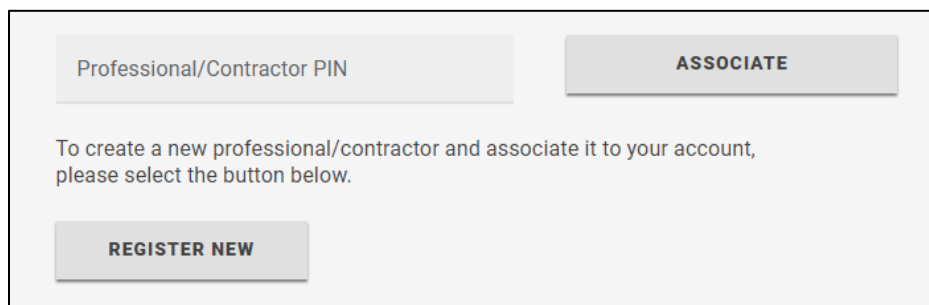 Professional/Contractor PIN
ASSOCIATE
To create a new professional/contractor and associate it to your account,
please select the button below.
REGISTER NEW